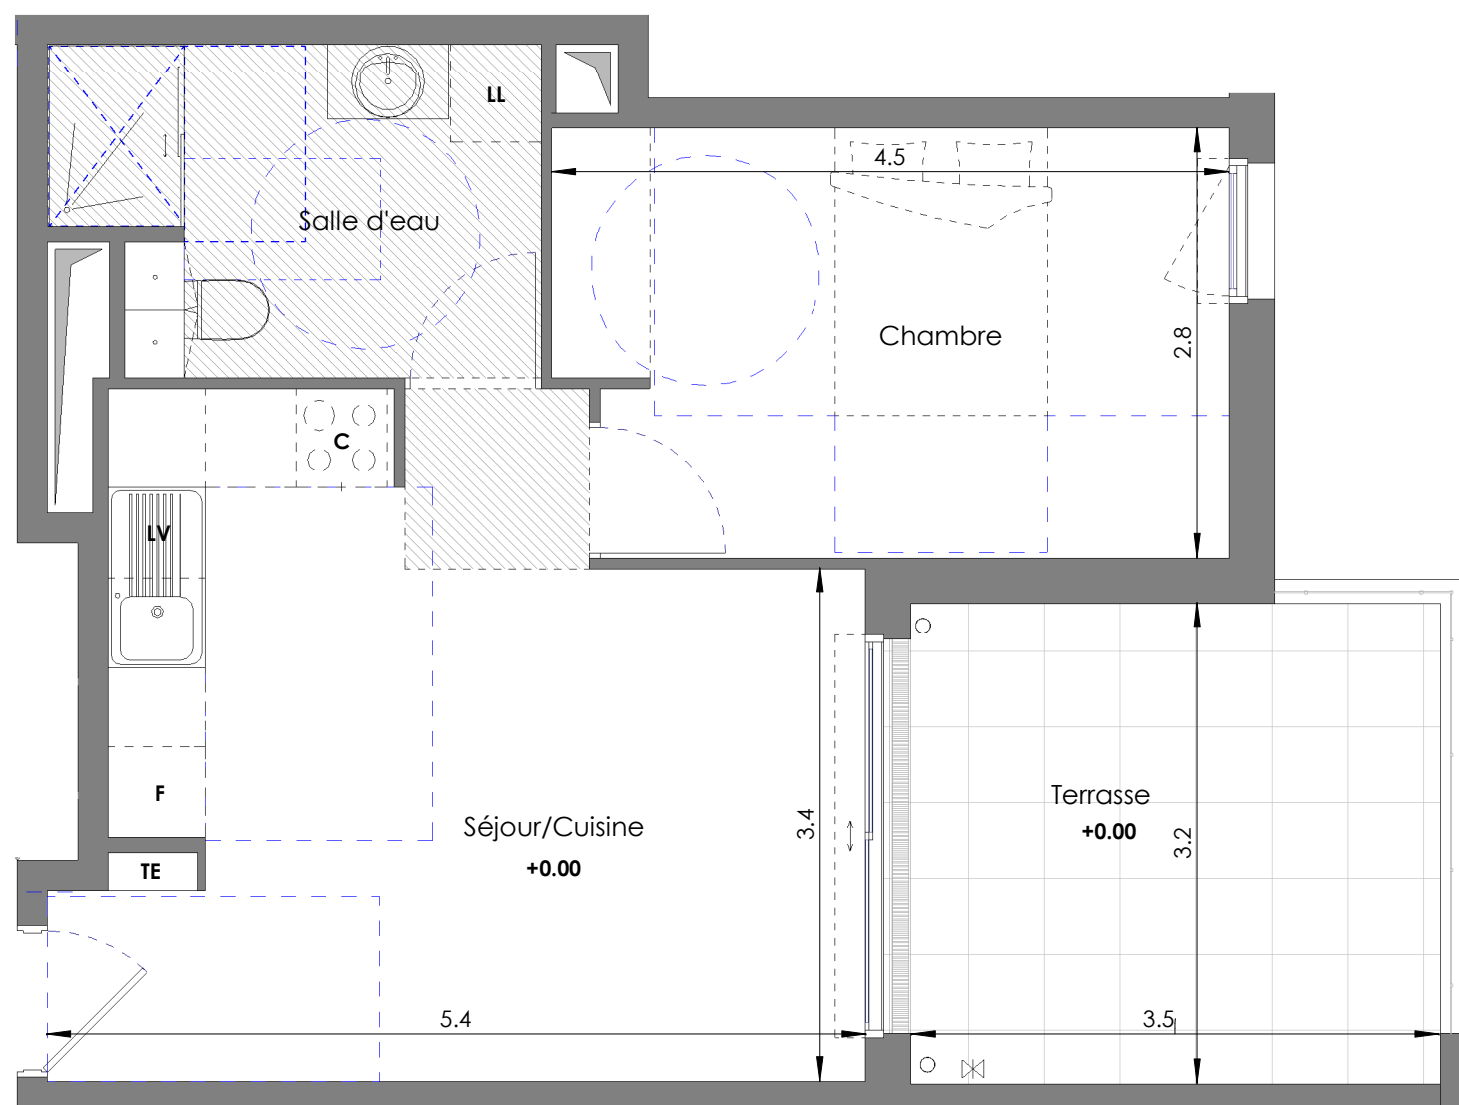 LL
4.5
Salle d'eau
Chambre
2.8
C
LV
F
TE
Séjour/Cuisine
+0.00
3.4
Terrasse
+0.00
3.2
5.4
3.5